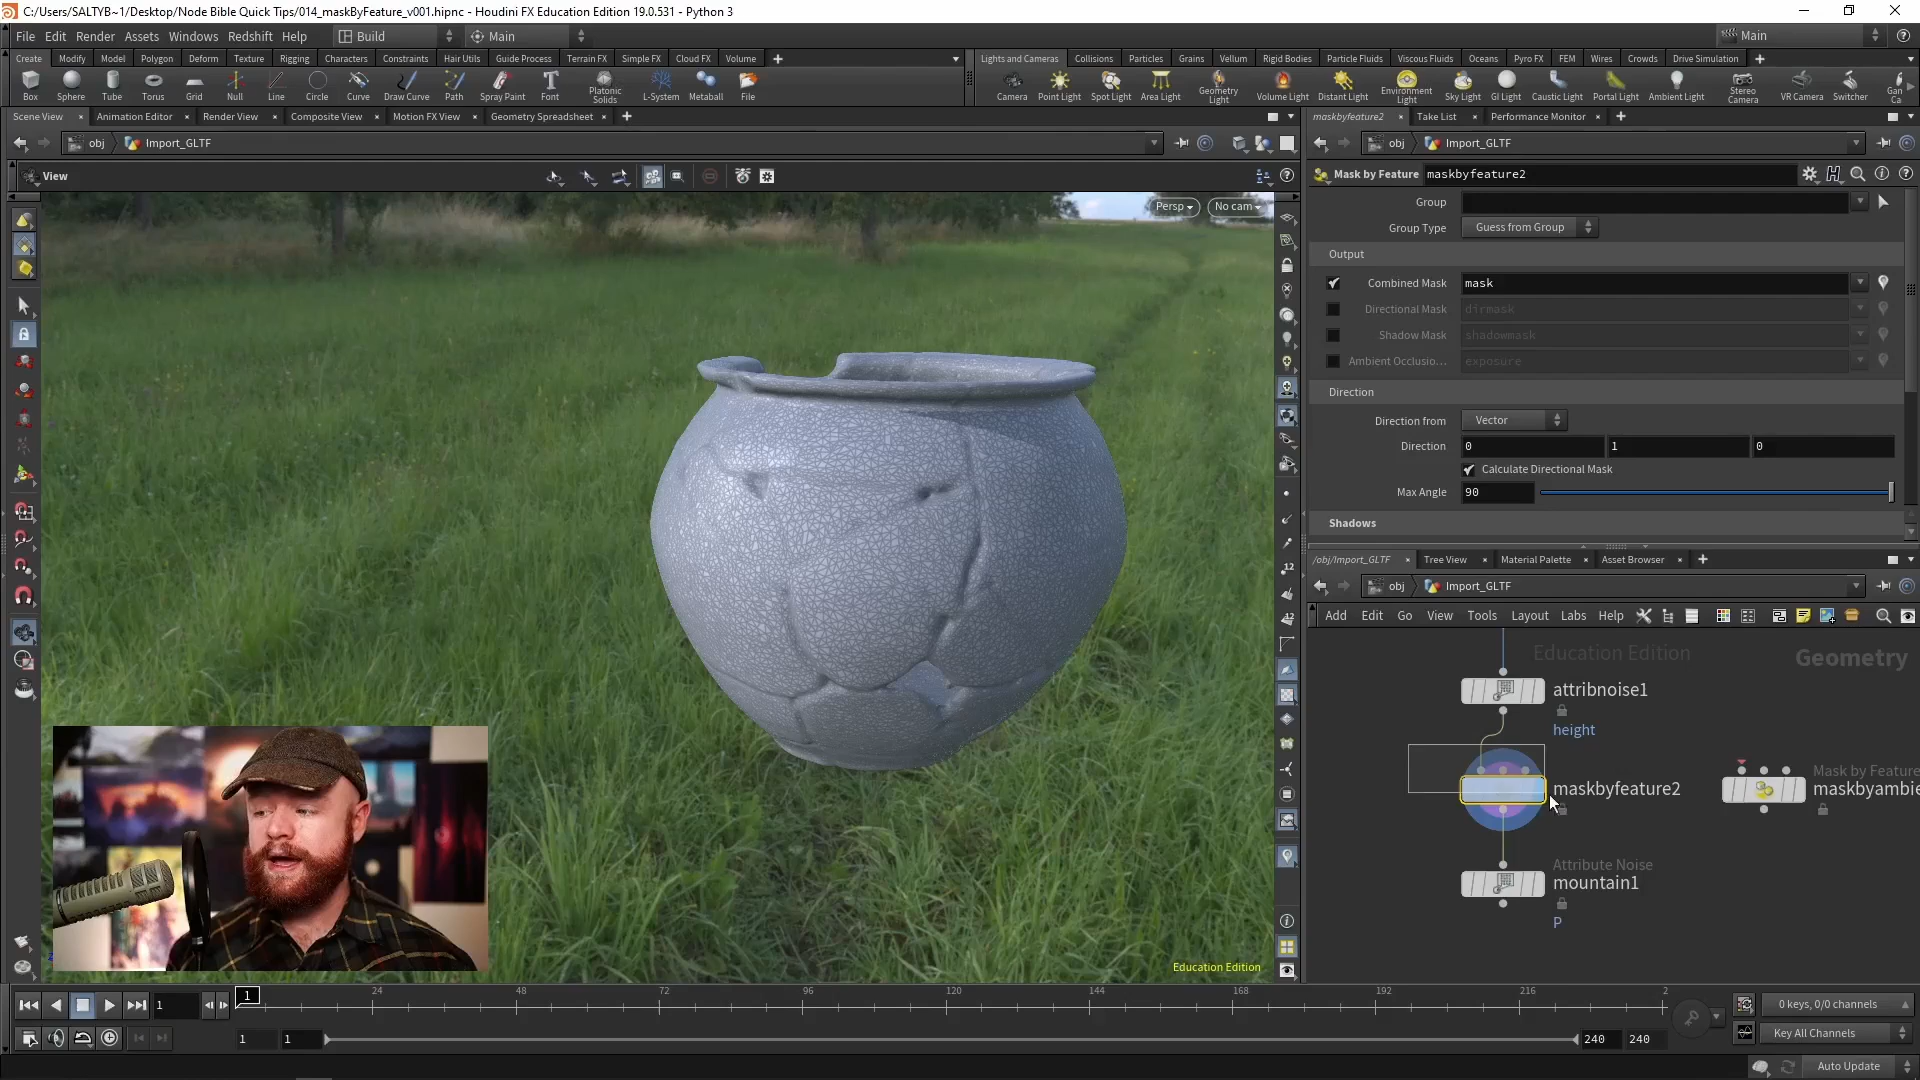 C:/Users/SALTYB~1/Desktop/Node Bible Quick Tips/014_maskByFeature_v001.hipnc - Houdini FX Education Edition 19.0.531 - Python 3
File Edit Render Assets Windows Redshift Help Build Main Main
Create Modify Model Polygon Deform Texture Rigging Characters Constraints Hair Utils Guide Process Terrain FX Simple FX Cloud FX Volume
Lights and Cameras Collisions Particles Grains Vellum Rigid Bodies Particle Fluids Viscous Fluids Oceans Pyro FX FEM Wires Crowds Drive Simulation
Box Sphere Tube Torus Grid Null Line Circle Curve Draw Curve Path Spray Paint Font Platonic Solids L-System Metaball File
Camera Point Light Spot Light Area Light Geometry Light Volume Light Distant Light Environment Light Sky Light GI Light Caustic Light Portal Light Ambient Light Stereo Camera VR Camera Switcher Gan Ca
Scene View Animation Editor Render View Composite View Motion FX View Geometry Spreadsheet
maskbyfeature2 Take List Performance Monitor
obj Import_GLTF
obj Import_GLTF
View
Persp No cam
Mask by Feature maskbyfeature2
Group
Group Type Guess from Group
Output
Combined Mask mask
Directional Mask dirmask
Shadow Mask shadowmask
Ambient Occlusio... exposure
Direction
Direction from Vector
Direction 0 1 0
Calculate Directional Mask
Max Angle 90
Shadows
/obj/Import_GLTF Tree View Material Palette Asset Browser
obj Import_GLTF
Add Edit Go View Tools Layout Labs Help
Education Edition
Geometry
attribnoise1
height
maskbyfeature2
Mask by Feature
maskbyambie
Attribute Noise
mountain1
P
Education Edition
1 1 24 48 72 96 120 144 168 192 216 2
0 keys, 0/0 channels
1 1 240 240
Key All Channels
Auto Update